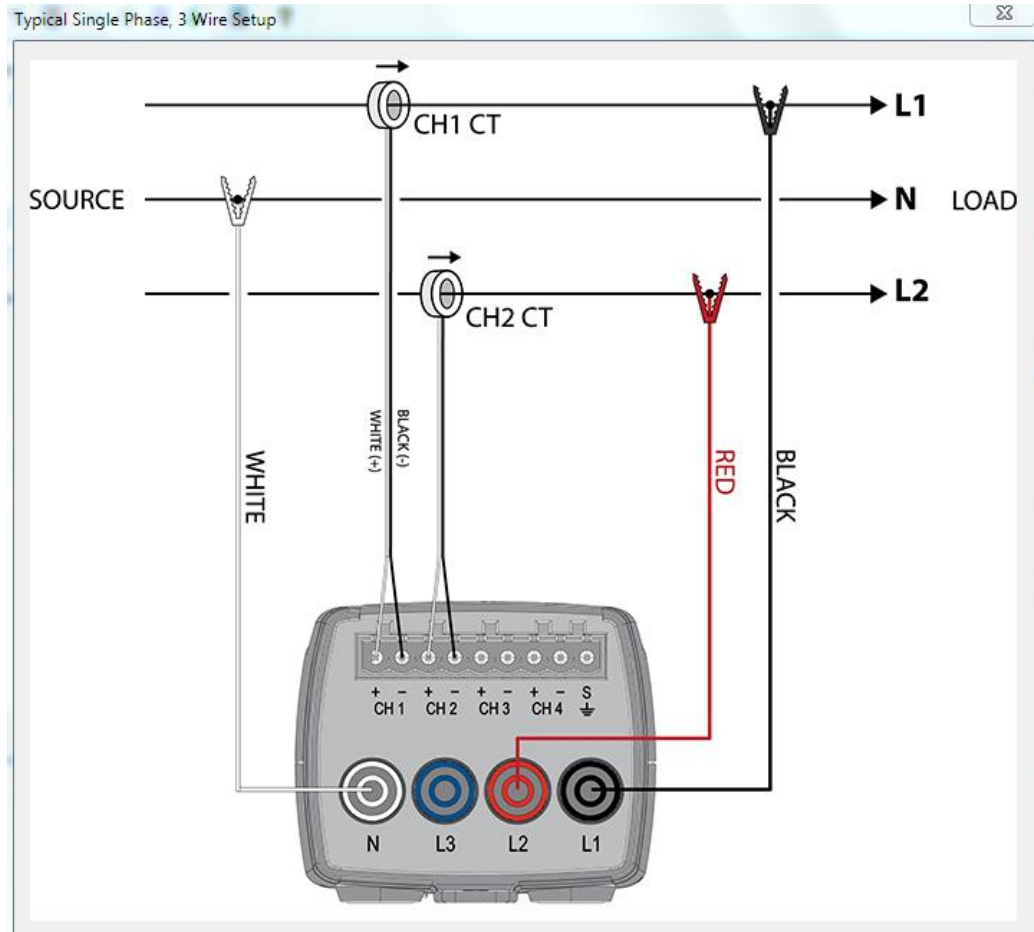 Typical Single Phase, 3 Wire Setup
CH1 CT
L1
SOURCE
N
LOAD
L2
CH2 CT
WHITE (+)
BLACK (-)
WHITE
RED
BLACK
+ - + - + - + - S
CH 1 CH 2 CH 3 CH 4
N L3 L2 L1